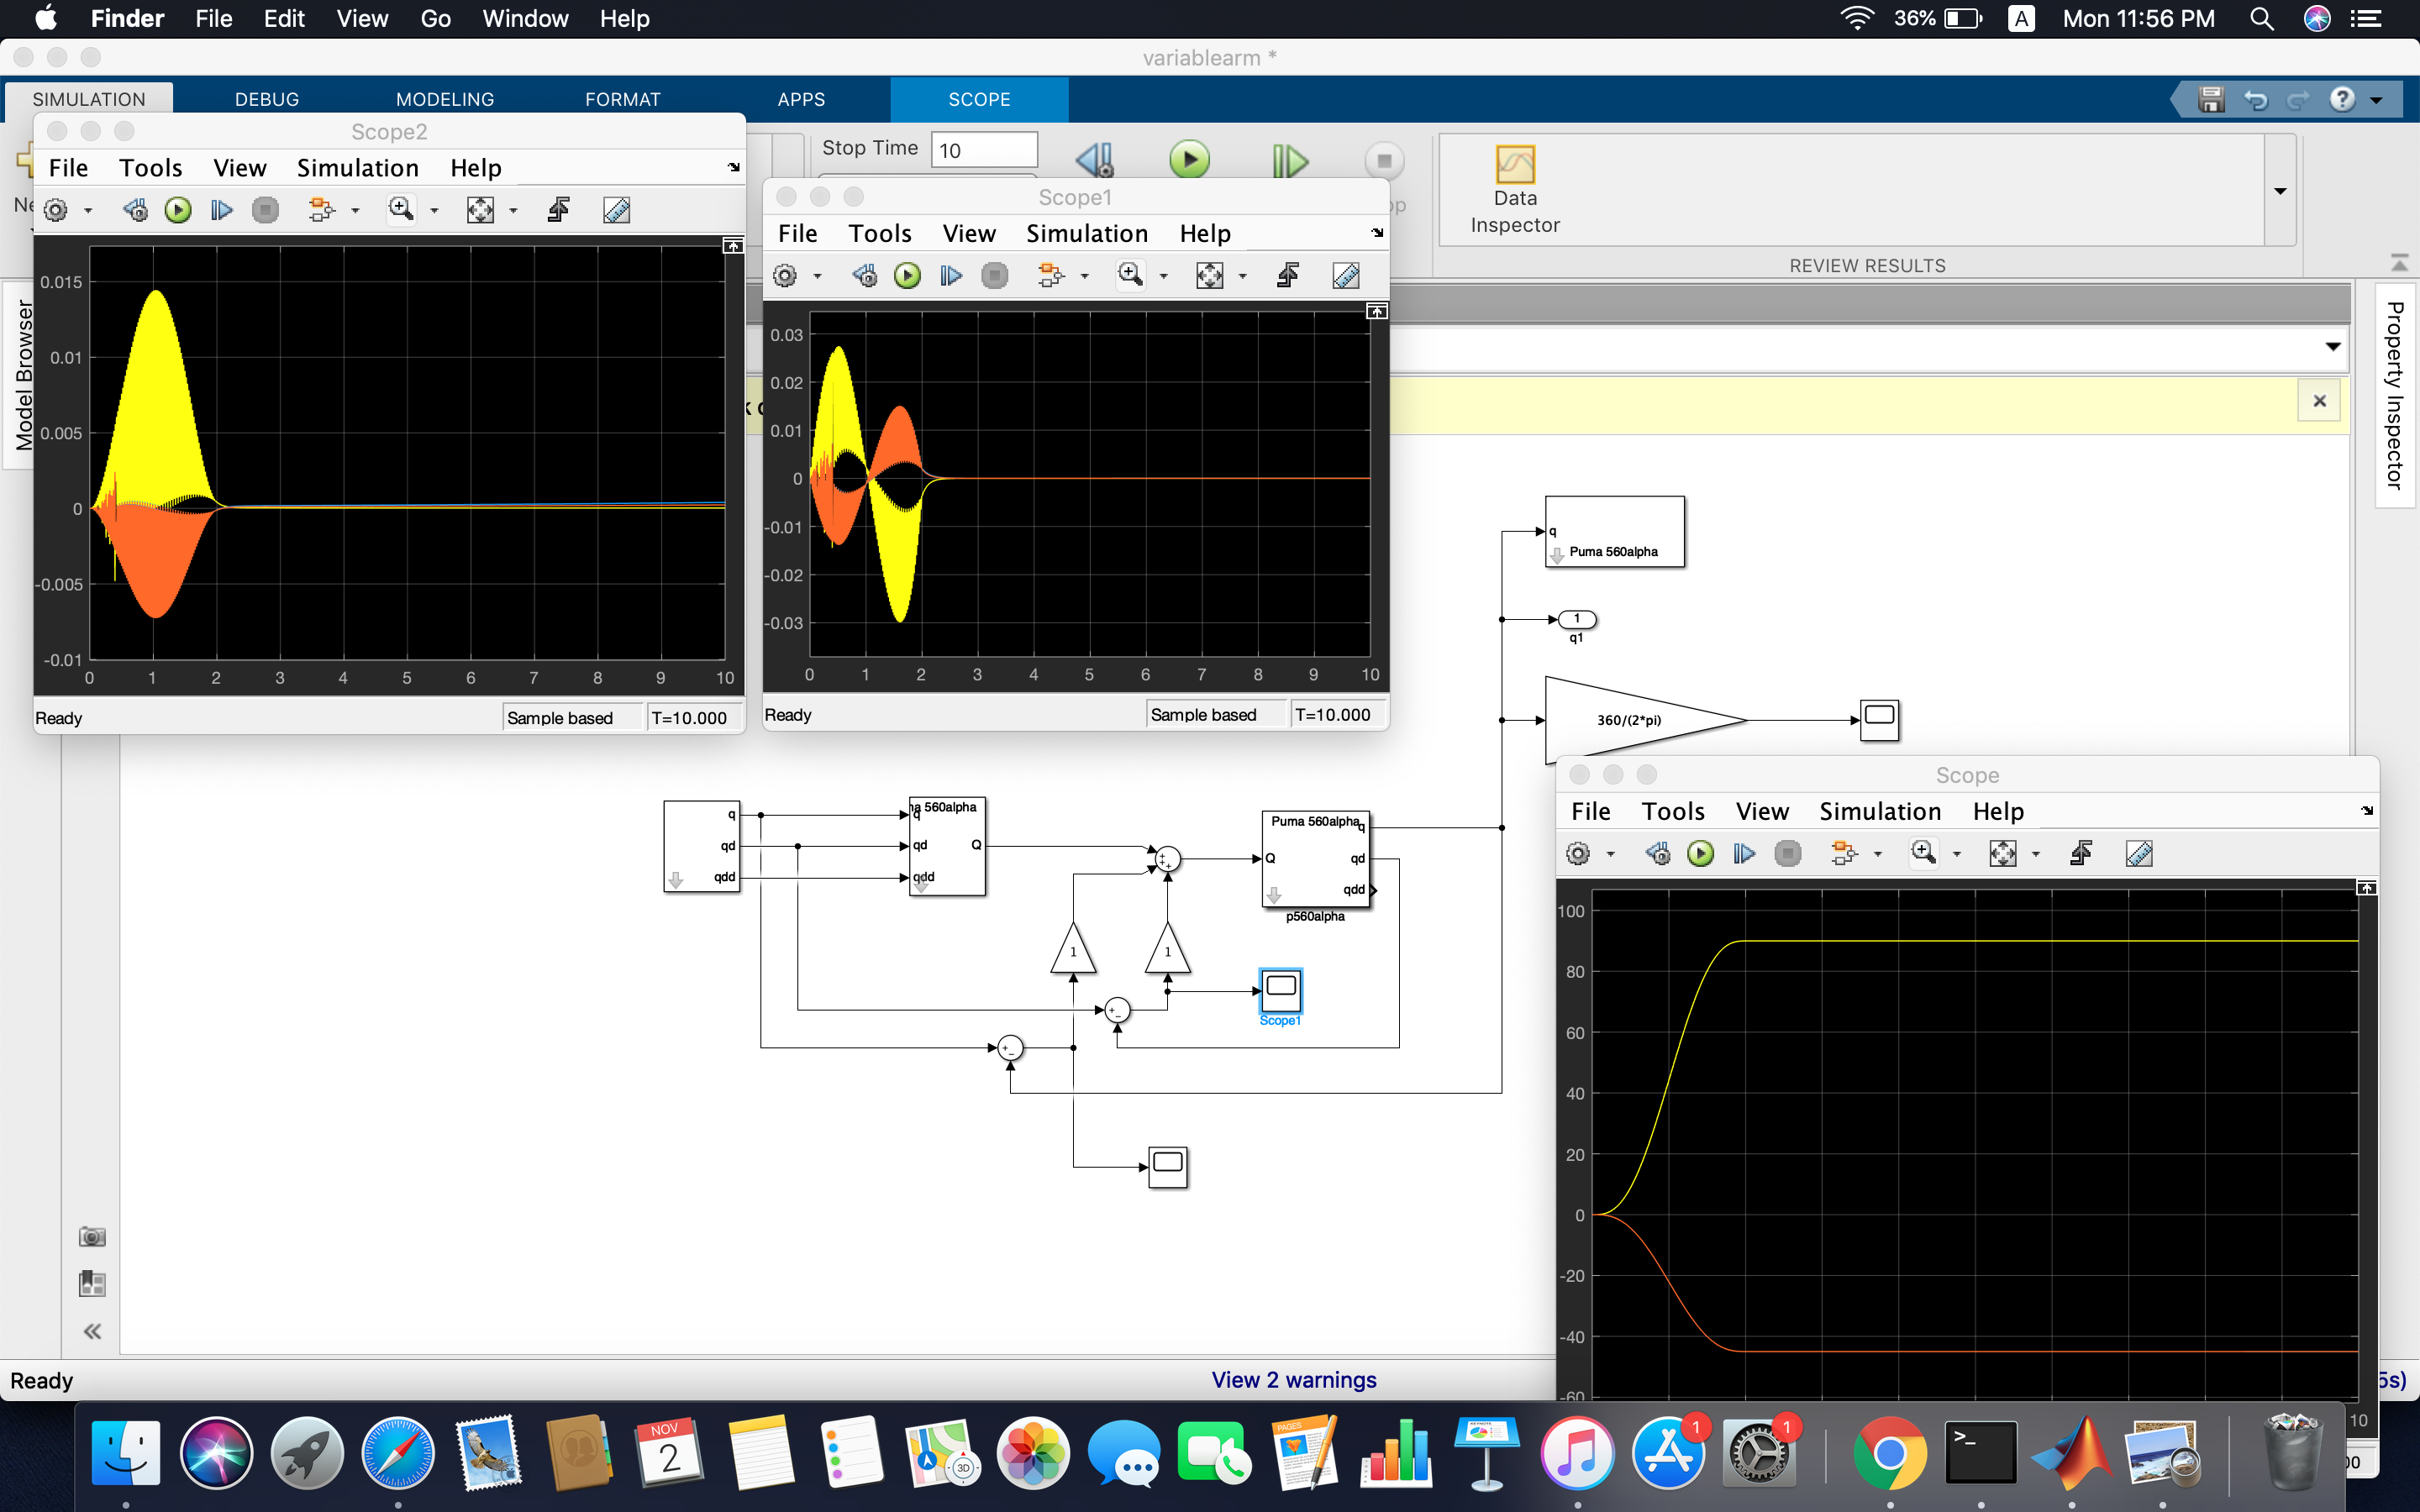 Finder File Edit View Go Window Help 36% A Mon 11:56 PM
variablearm *
SIMULATION DEBUG MODELING FORMAT APPS SCOPE
Stop Time 10
Data
Inspector
REVIEW RESULTS
Model Browser
Property Inspector
Scope2
File Tools View Simulation Help
0.015
0.01
0.005
0
-0.005
-0.01
0 1 2 3 4 5 6 7 8 9 10
Ready Sample based T=10.000
Scope1
File Tools View Simulation Help
0.03
0.02
0.01
0
-0.01
-0.02
-0.03
0 1 2 3 4 5 6 7 8 9 10
Ready Sample based T=10.000
q
Puma 560alpha
1
q1
360/(2*pi)
q
qd
qdd
560alpha
q
qd
qdd
Q
Puma 560alpha
Q
q
qd
qdd
p560alpha
1
1
Scope1
Scope
File Tools View Simulation Help
100
80
60
40
20
0
-20
-40
-60
10
Ready View 2 warnings 5s)
NOV
2
3D
PAGES
1
1
>_